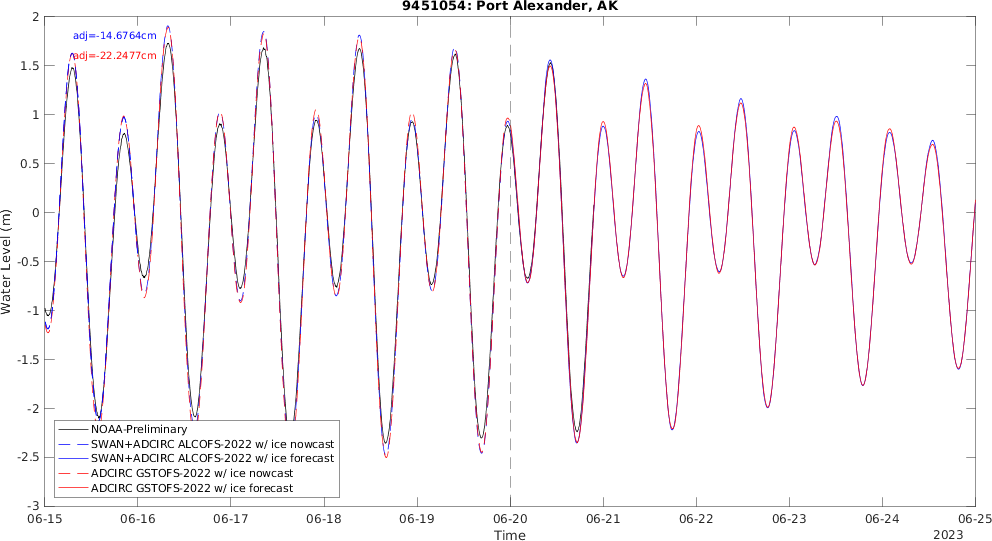 9451054: Port Alexander, AK
adj=-14.6764cm
adj=-22.2477cm
Water Level (m)
2
1.5
1
0.5
0
-0.5
-1
-1.5
-2
-2.5
-3
NOAA-Preliminary
SWAN+ADCIRC ALCOFS-2022 w/ ice nowcast
SWAN+ADCIRC ALCOFS-2022 w/ ice forecast
ADCIRC GSTOFS-2022 w/ ice nowcast
ADCIRC GSTOFS-2022 w/ ice forecast
06-15 06-16 06-17 06-18 06-19 06-20 06-21 06-22 06-23 06-24 06-25
Time
2023